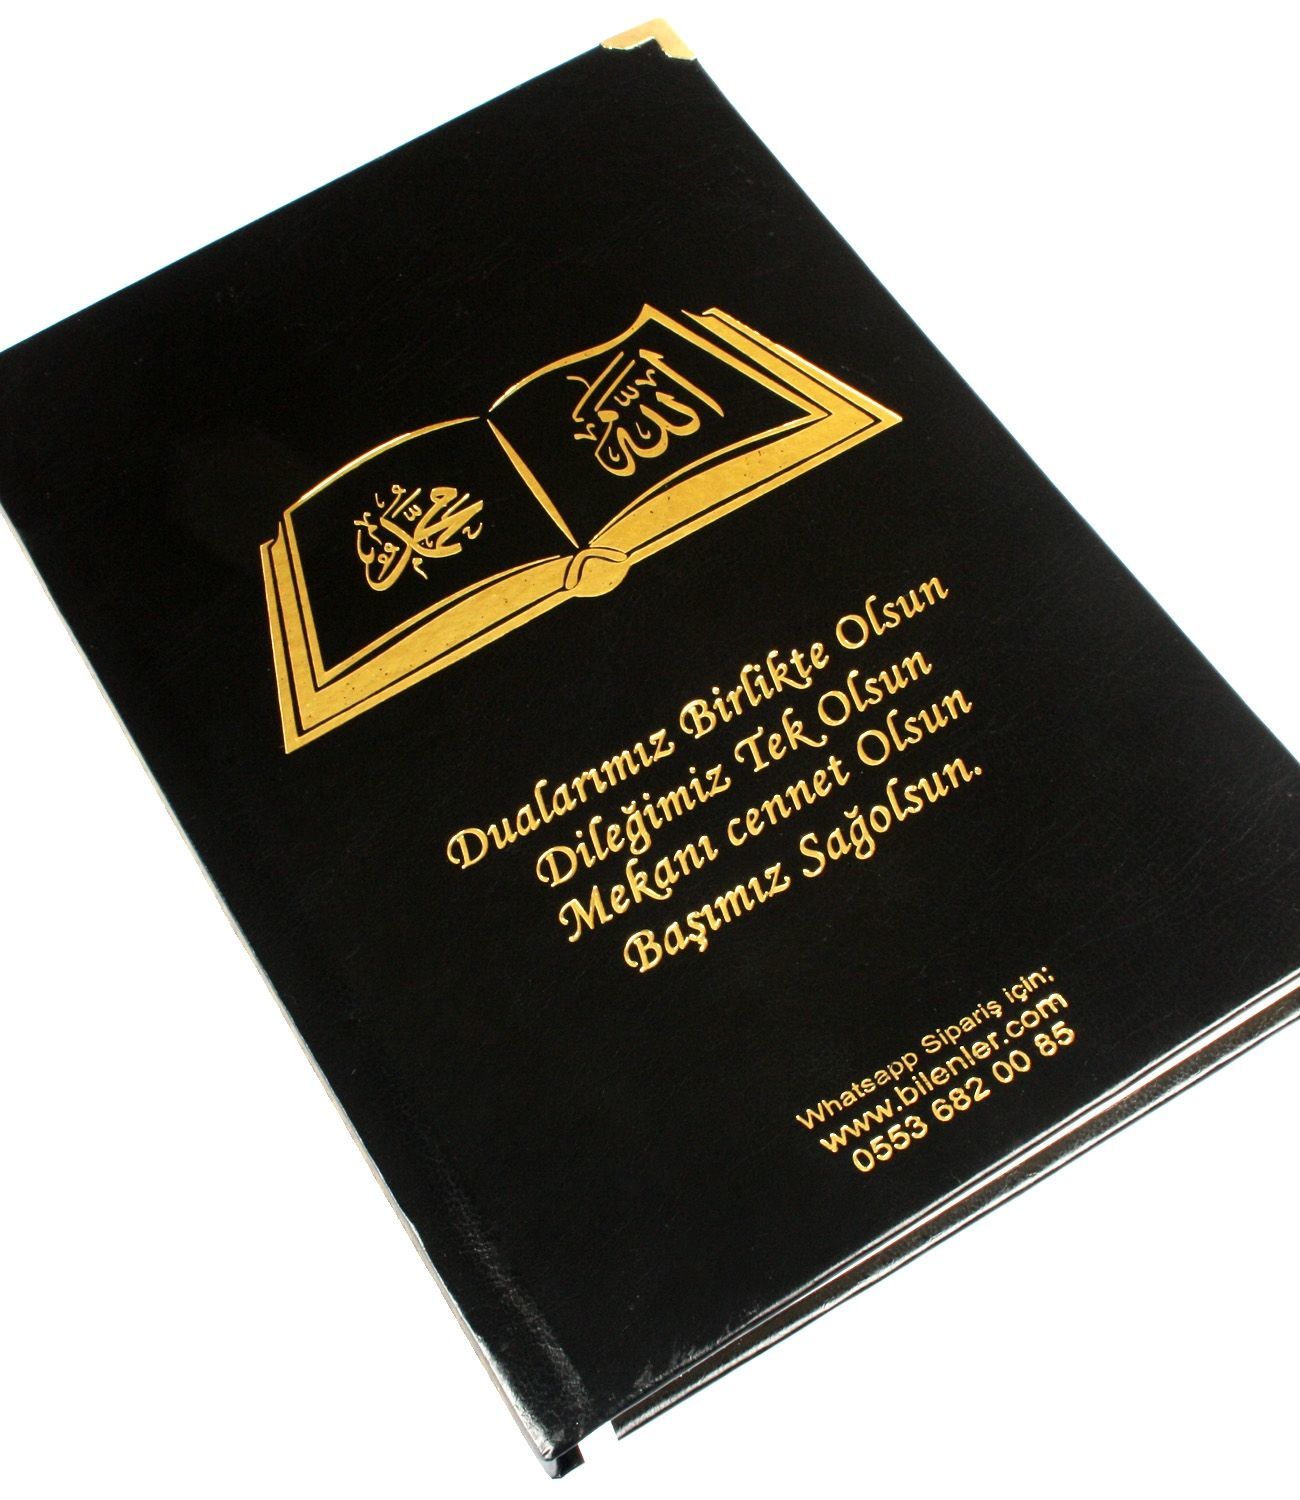 الله
محمد
Dualarımız Birlikte Olsun
Dileğimiz Tek Olsun
Mekanı cennet Olsun
Başımız Sağolsun.
Whatsapp Sipariş için;
www.bilenler.com
0553 682 00 85